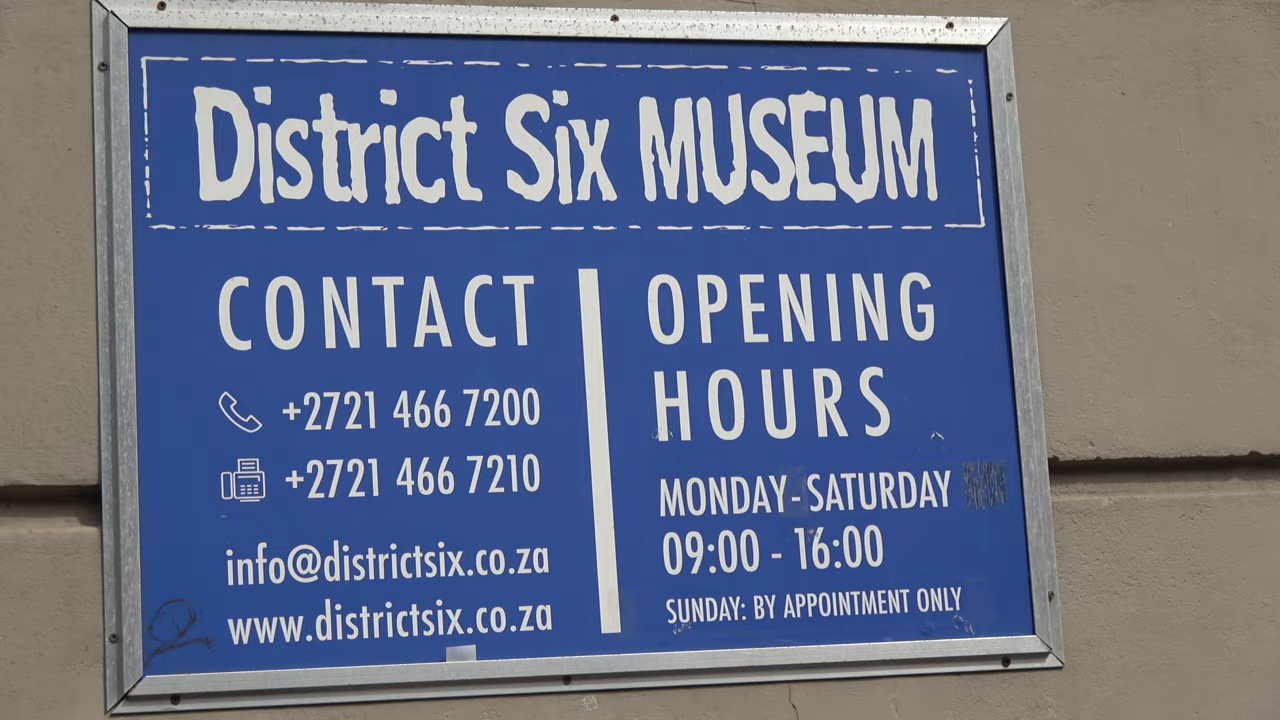 District Six MUSEUM
CONTACT
+2721 466 7200
+2721 466 7210
info@districtsix.co.za
www.districtsix.co.za
OPENING
HOURS
MONDAY- SATURDAY
09:00 - 16:00
SUNDAY: BY APPOINTMENT ONLY